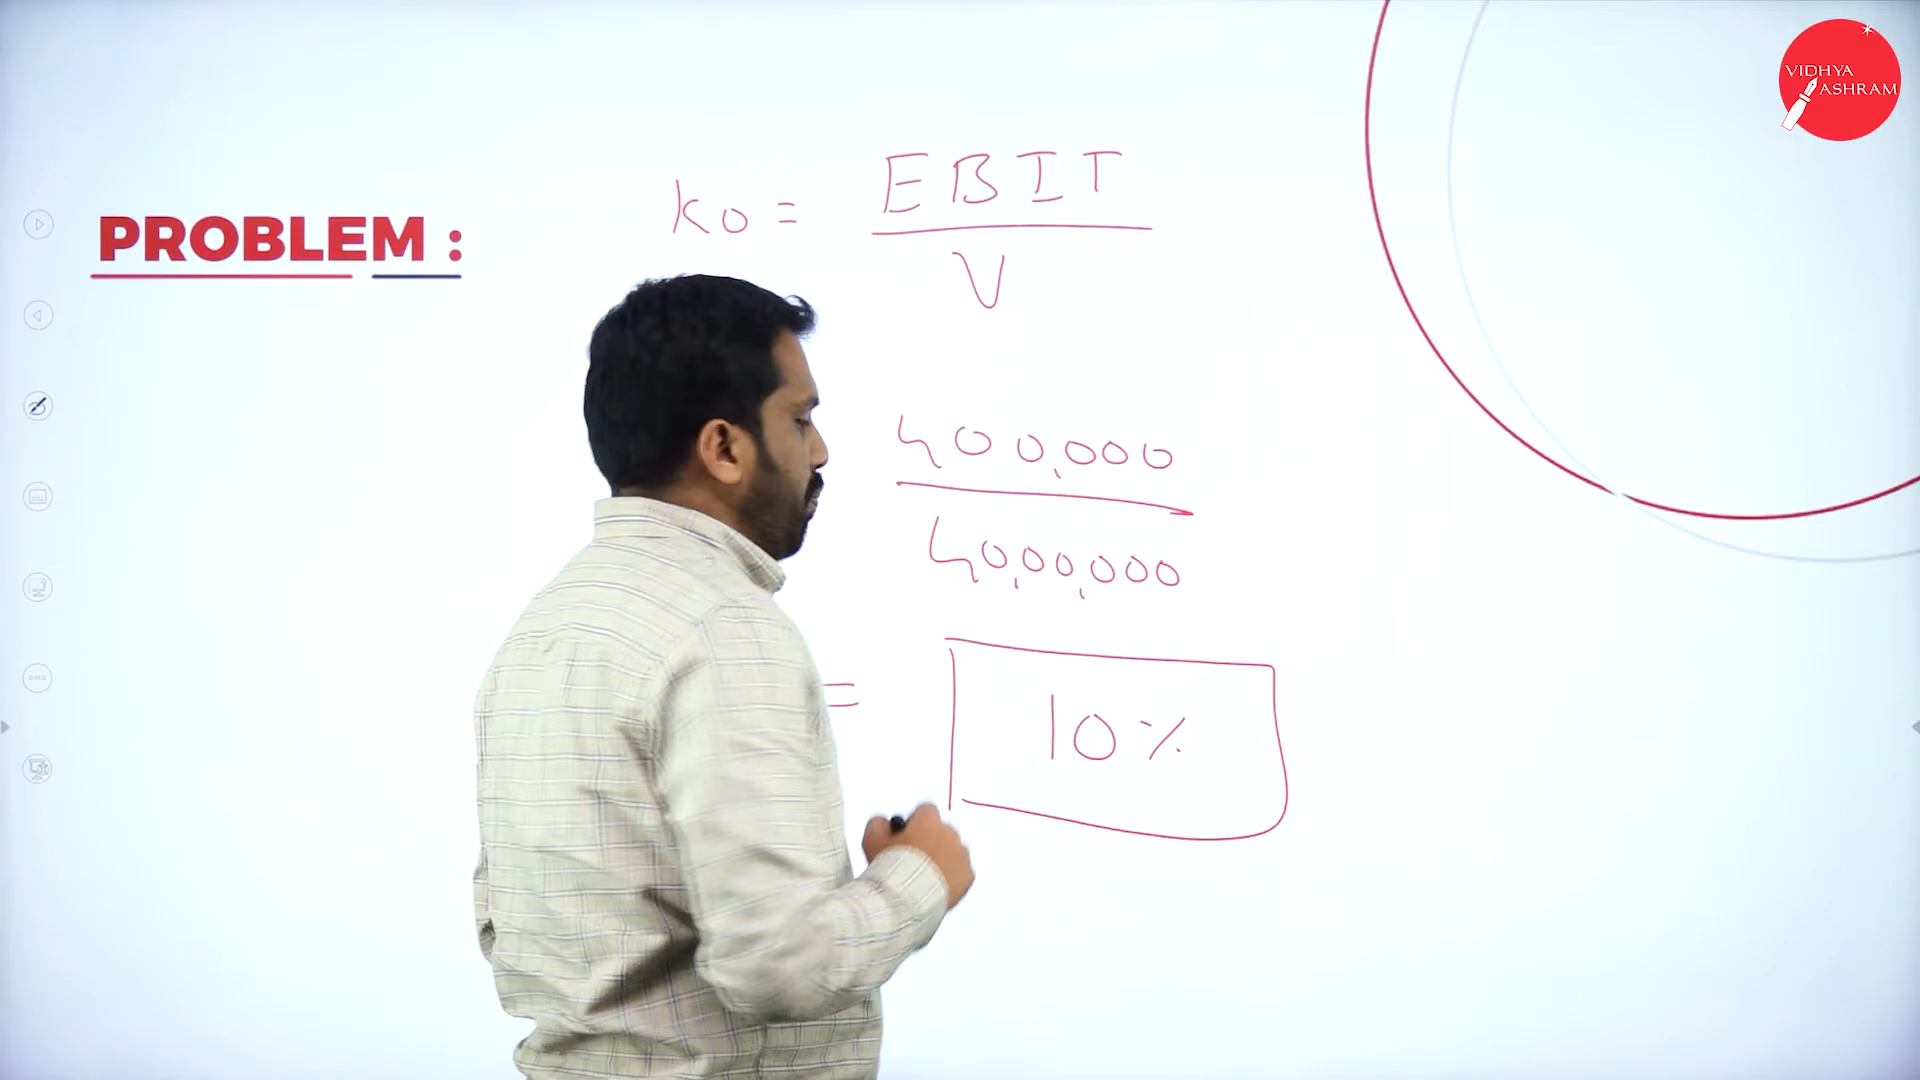 VIDHYA
ASHRAM
PROBLEM :
ko = EBIT
V
400,000
40,00,000
= 10%